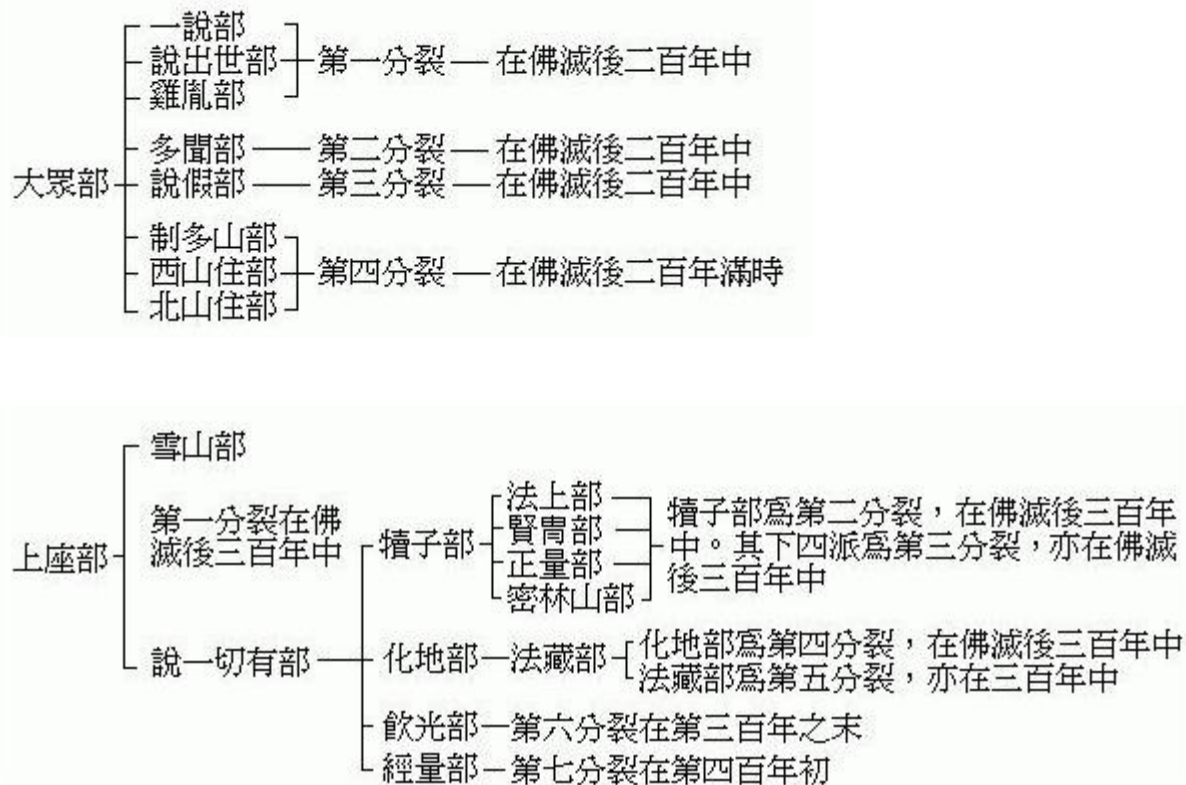 一說部
說出世部 第一分裂 在佛滅後二百年中
雞胤部
多聞部 第二分裂 在佛滅後二百年中
大眾部 說假部 第三分裂 在佛滅後二百年中
制多山部
西山住部 第四分裂 在佛滅後二百年滿時
北山住部
雪山部
上座部
第一分裂在佛
滅後三百年中
犢子部
法上部
賢冑部
正量部
密林山部
犢子部爲第二分裂，在佛滅後三百年
中。其下四派爲第三分裂，亦在佛滅
後三百年中
說一切有部 化地部 法藏部
化地部爲第四分裂，在佛滅後三百年中
法藏部爲第五分裂，亦在三百年中
飲光部 第六分裂在第三百年之末
經量部 第七分裂在第四百年初